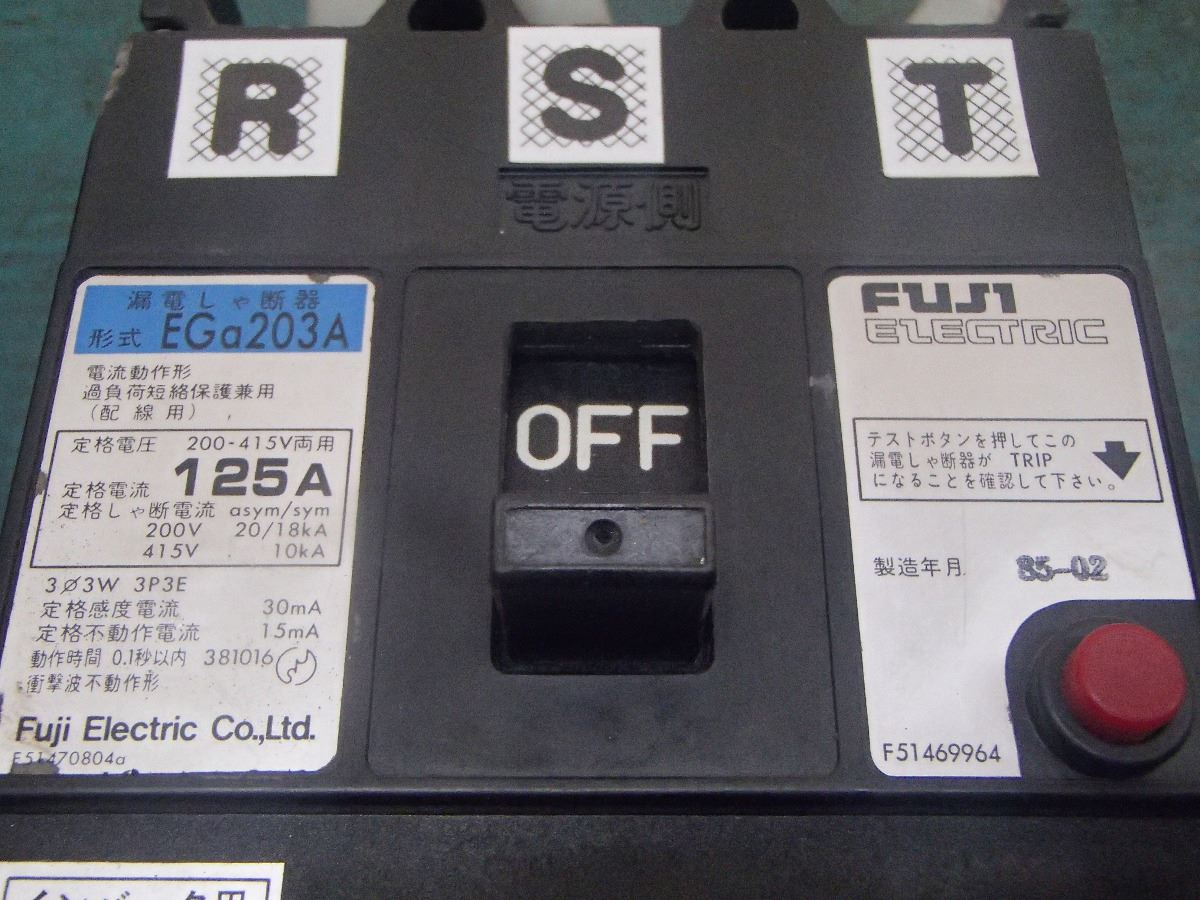 R S T
電源側
漏電しゃ断器
形式 EGa203A
電流動作形
過負荷短絡保護兼用
(配線用)
定格電圧 200-415V両用
定格電流 125A
定格しゃ断電流 asym/sym
200V 20/18kA
415V 10kA
3Ø3W 3P3E
定格感度電流 30mA
定格不動作電流 15mA
動作時間 0.1秒以内 381016
衝撃波不動作形
Fuji Electric Co.,Ltd.
F51470804a
OFF
FUJI
ELECTRIC
テストボタンを押してこの
漏電しゃ断器が TRIP
になることを確認して下さい。
製造年月 85-02
F51469964
インバータ用